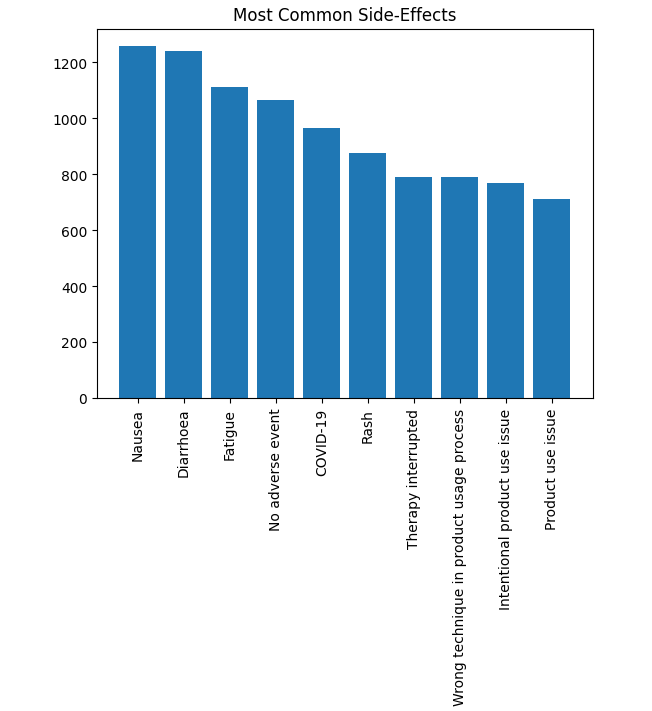 Most Common Side-Effects
1200
1000
800
600
400
200
0
Nausea
Diarrhoea
Fatigue
No adverse event
COVID-19
Rash
Therapy interrupted
Wrong technique in product usage process
Intentional product use issue
Product use issue